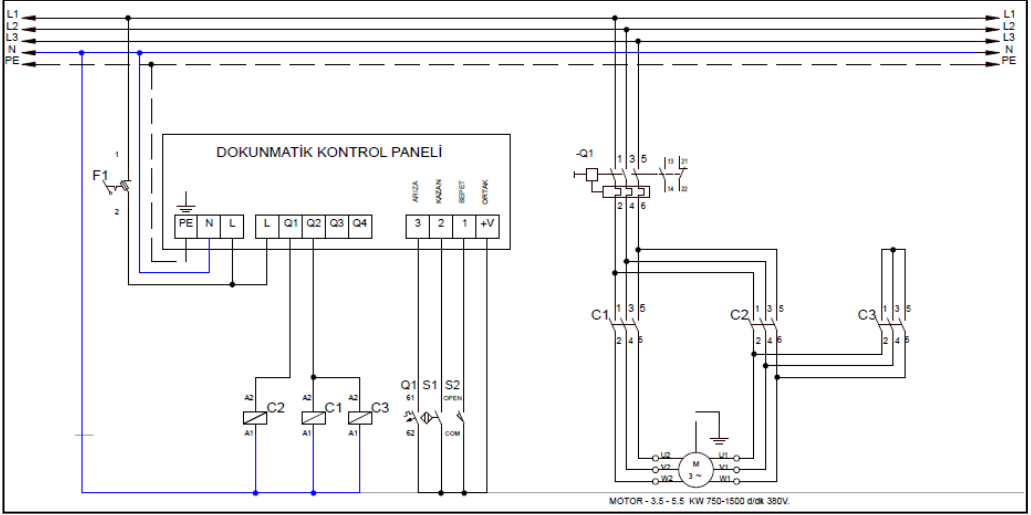 L1 L1
L2 L2
L3 L3
N N
PE PE
DOKUNMATİK KONTROL PANELİ
F1
1
2
ARIZA KAZAN SEPET ORTAK
PE N L L Q1 Q2 Q3 Q4 3 2 1 +V
-Q1
1 3 5 13 21
2 4 6 14 22
C1 1 3 5
2 4 6
C2 1 3 5
2 4 6
C3 1 3 5
2 4 6
A2 C2 A1
A2 C1 A1
A2 C3 A1
Q1 S1 S2
61 OPEN
62 COM
U2 U1
V2 M V1
W2 3 ~ W1
MOTOR - 3.5 - 5.5 KW 750-1500 d/dk 380V.